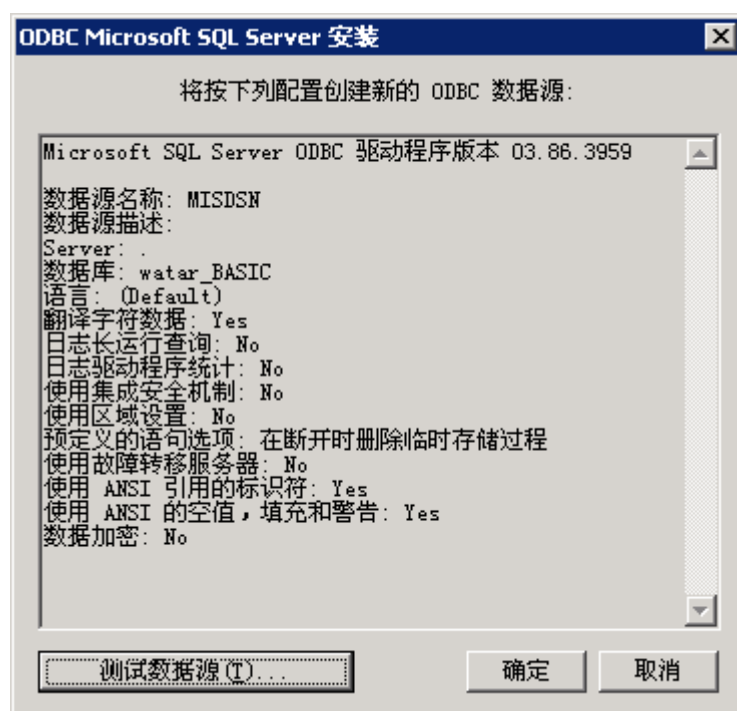 ODBC Microsoft SQL Server 安装
将按下列配置创建新的 ODBC 数据源:
Microsoft SQL Server ODBC 驱动程序版本 03.86.3959
数据源名称: MISDSN
数据源描述:
Server: .
数据库: watar_BASIC
语言: (Default)
翻译字符数据: Yes
日志长运行查询: No
日志驱动程序统计: No
使用集成安全机制: No
使用区域设置: No
预定义的语句选项: 在断开时删除临时存储过程
使用故障转移服务器: No
使用 ANSI 引用的标识符: Yes
使用 ANSI 的空值，填充和警告: Yes
数据加密: No
测试数据源(T)...
确定
取消